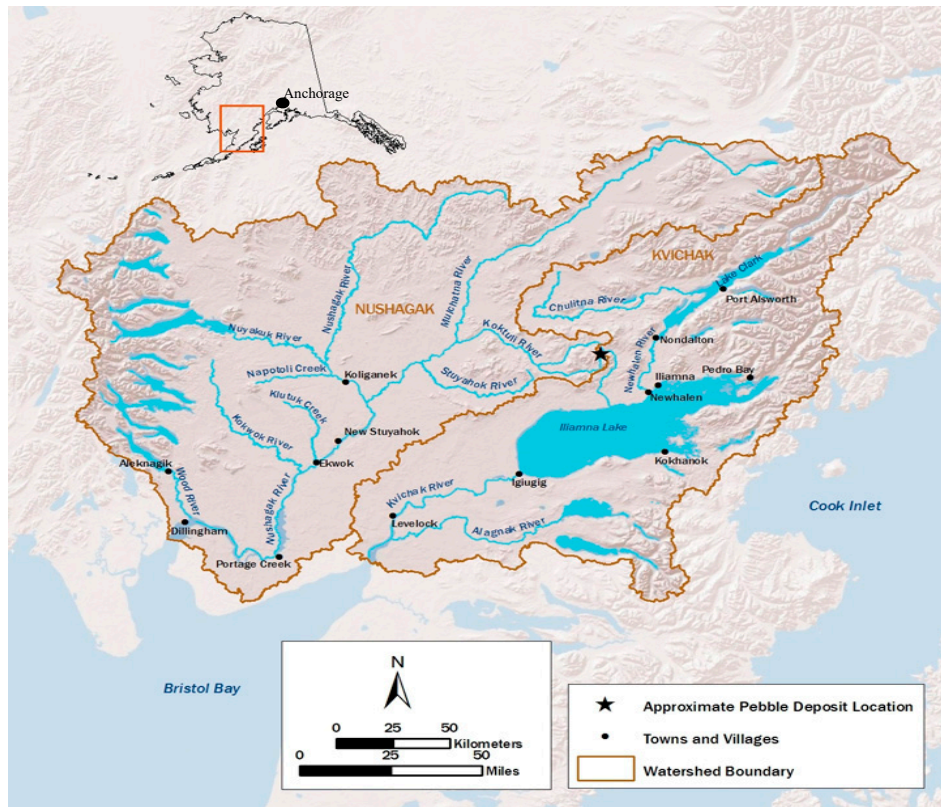 Anchorage
NUSHAGAK
KVICHAK
Nushagak River
Mulchatna River
Lake Clark
Chulitna River
Port Alsworth
Nuyakuk River
Koktuli River
Newhalen River
Nondalton
Napotoli Creek
Koliganek
Stuyahok River
Iliamna
Pedro Bay
Newhalen
Klutuk Creek
Kokwok River
New Stuyahok
Iliamna Lake
Ekwok
Kokhanok
Aleknagik
Wood River
Nushagak River
Igiugig
Kvichak River
Levelock
Alagnak River
Cook Inlet
Dillingham
Portage Creek
Bristol Bay
N
0 25 50
Kilometers
0 25 50
Miles
Approximate Pebble Deposit Location
Towns and Villages
Watershed Boundary